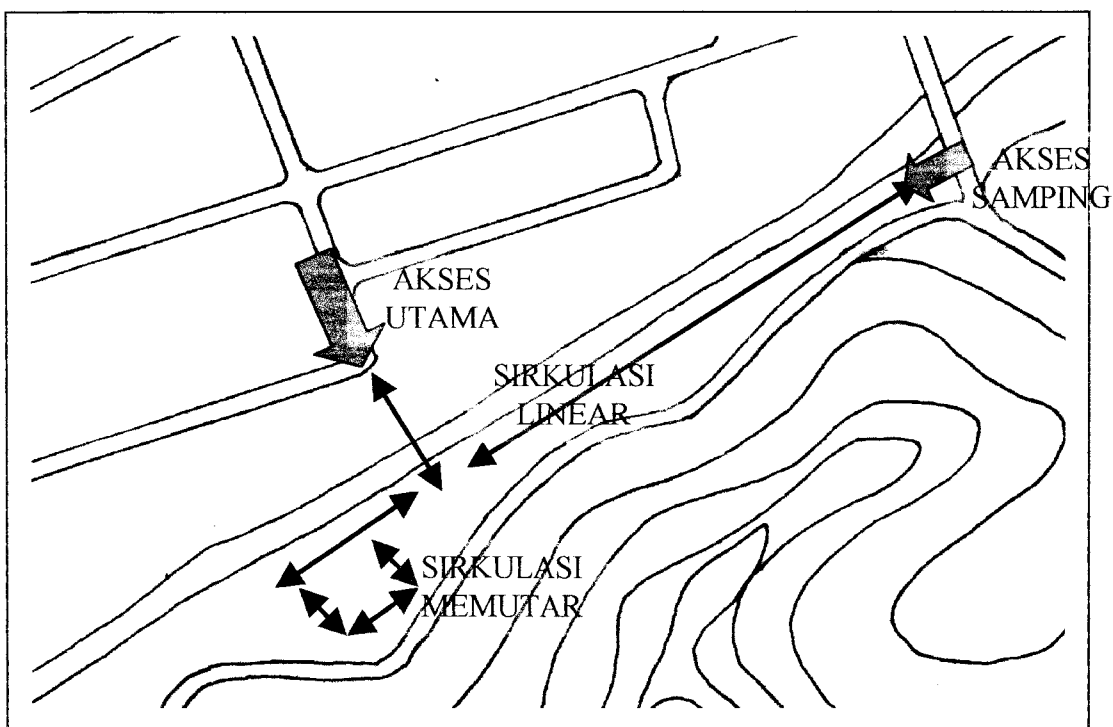 AKSES
SAMPING
AKSES
UTAMA
SIRKULASI
LINEAR
SIRKULASI
MEMUTAR